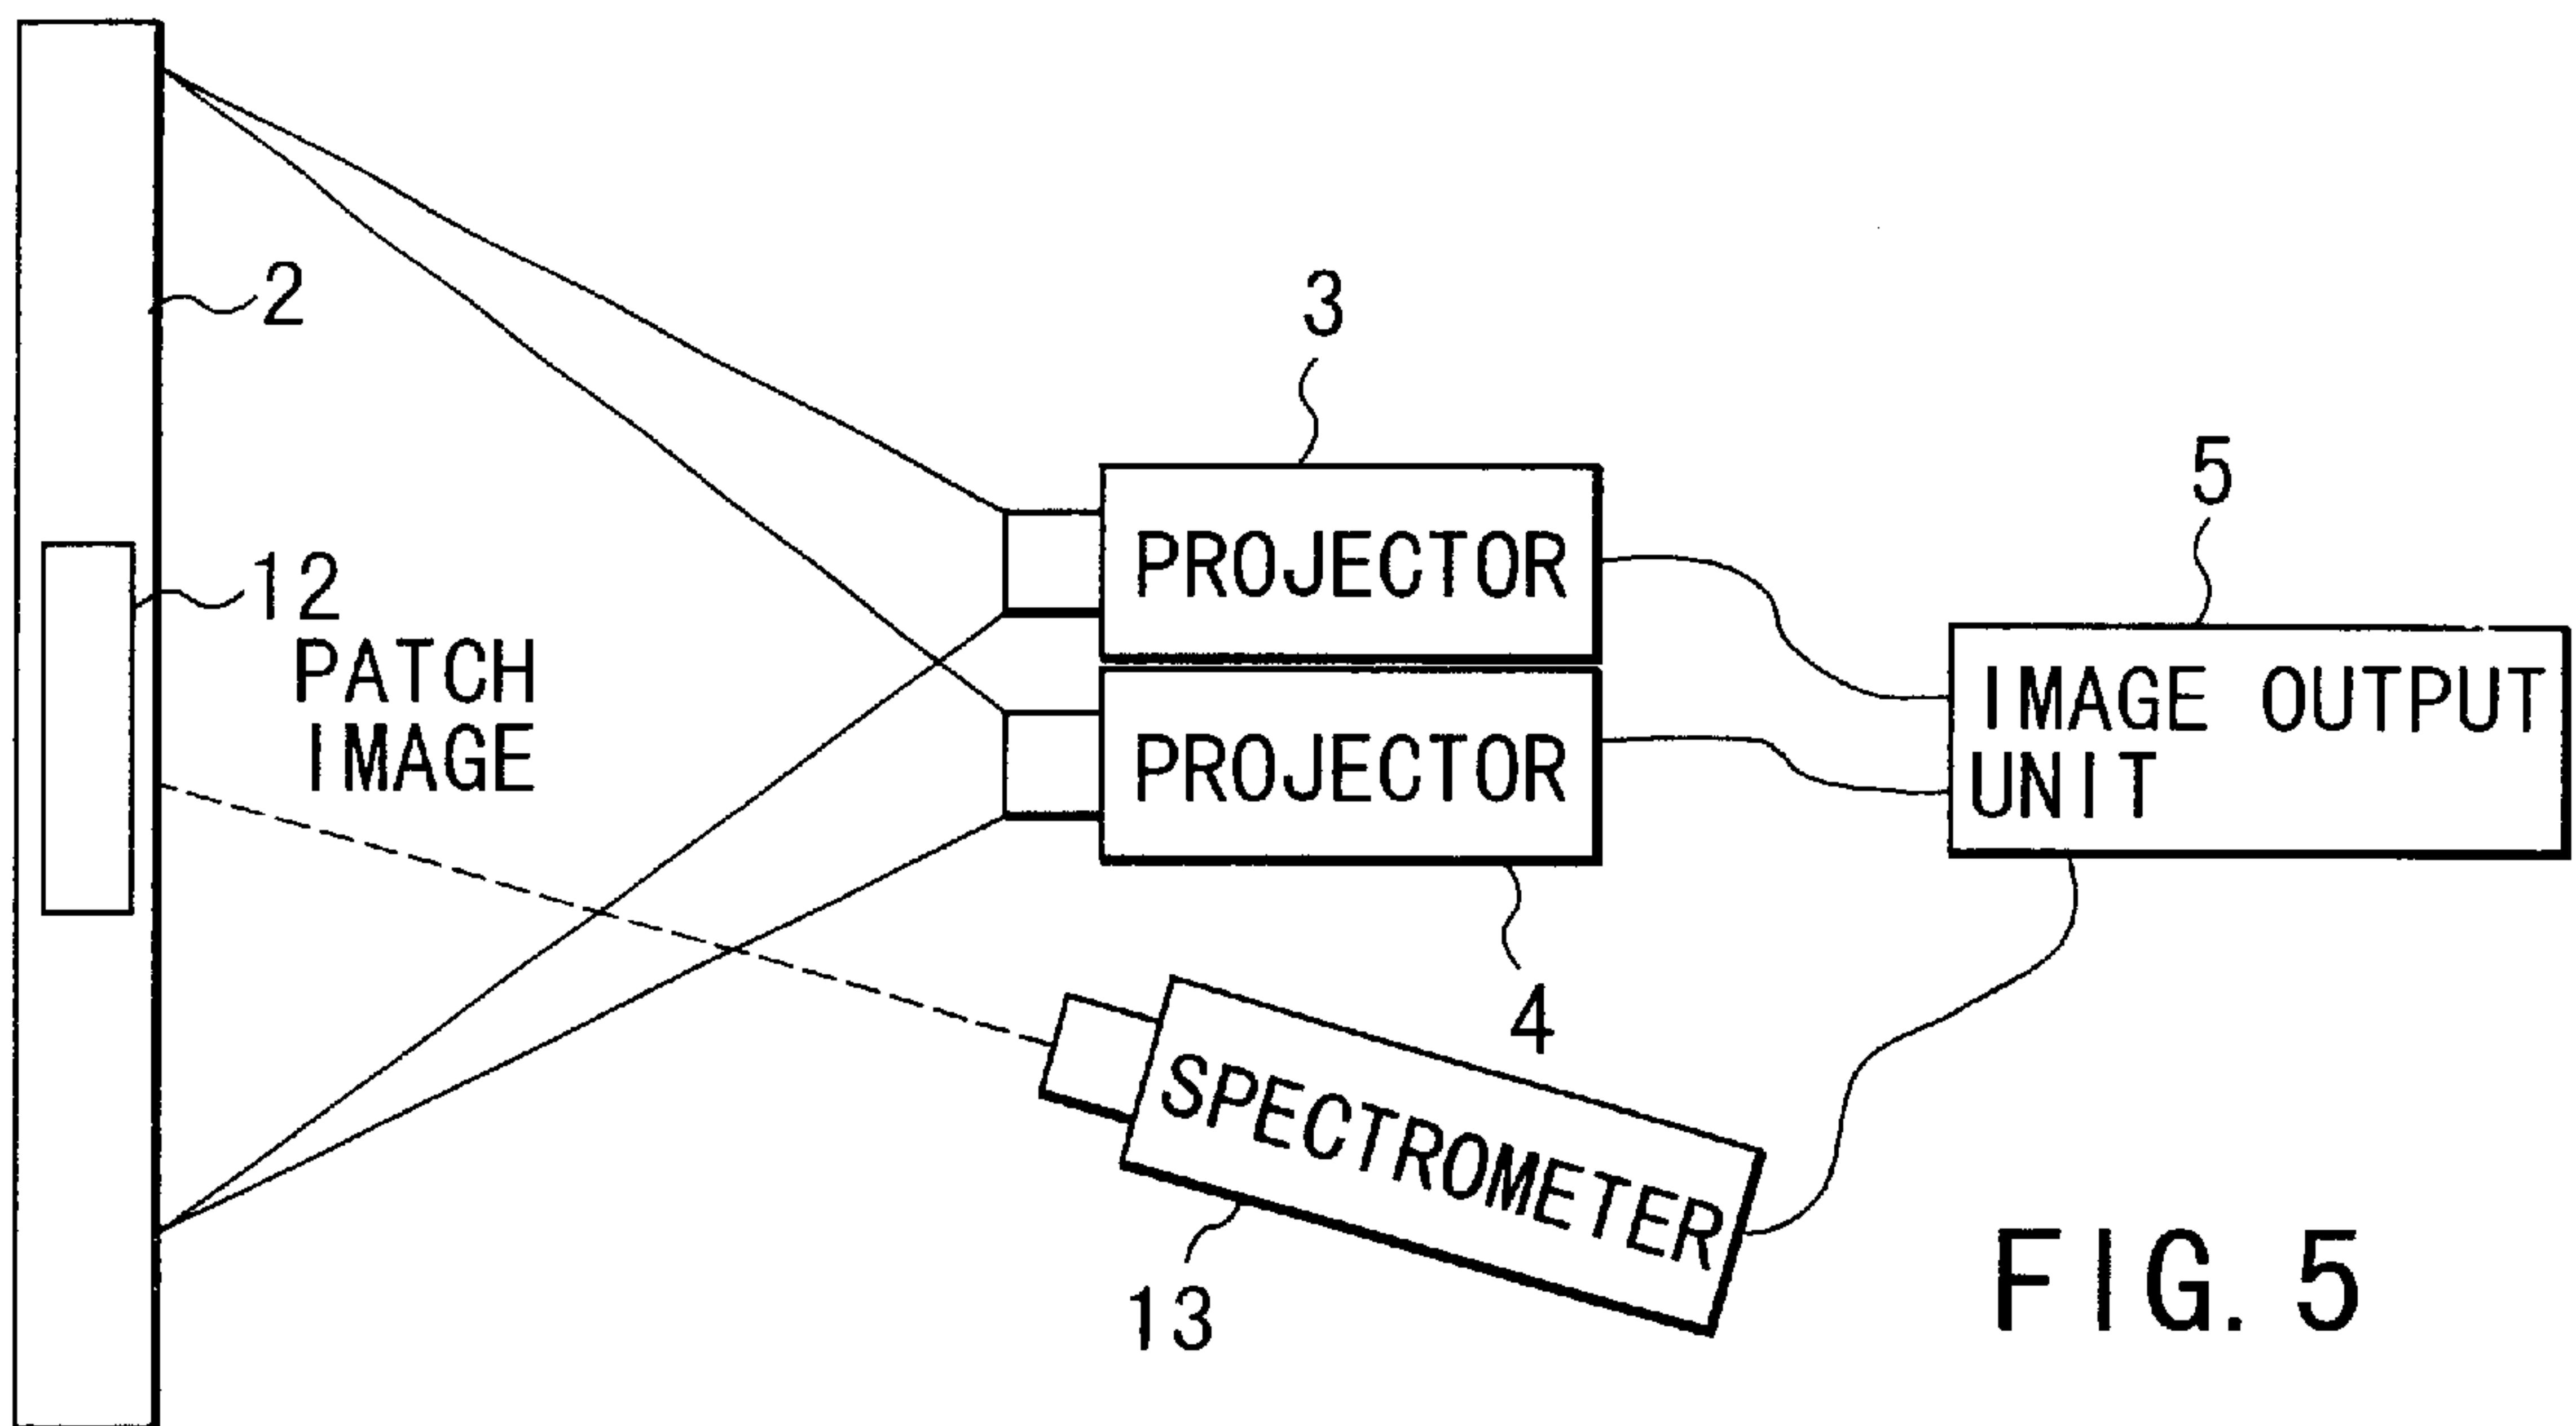 2
3
5
12
PATCH
IMAGE
PROJECTOR
PROJECTOR
IMAGE OUTPUT
UNIT
4
SPECTROMETER
13
FIG. 5